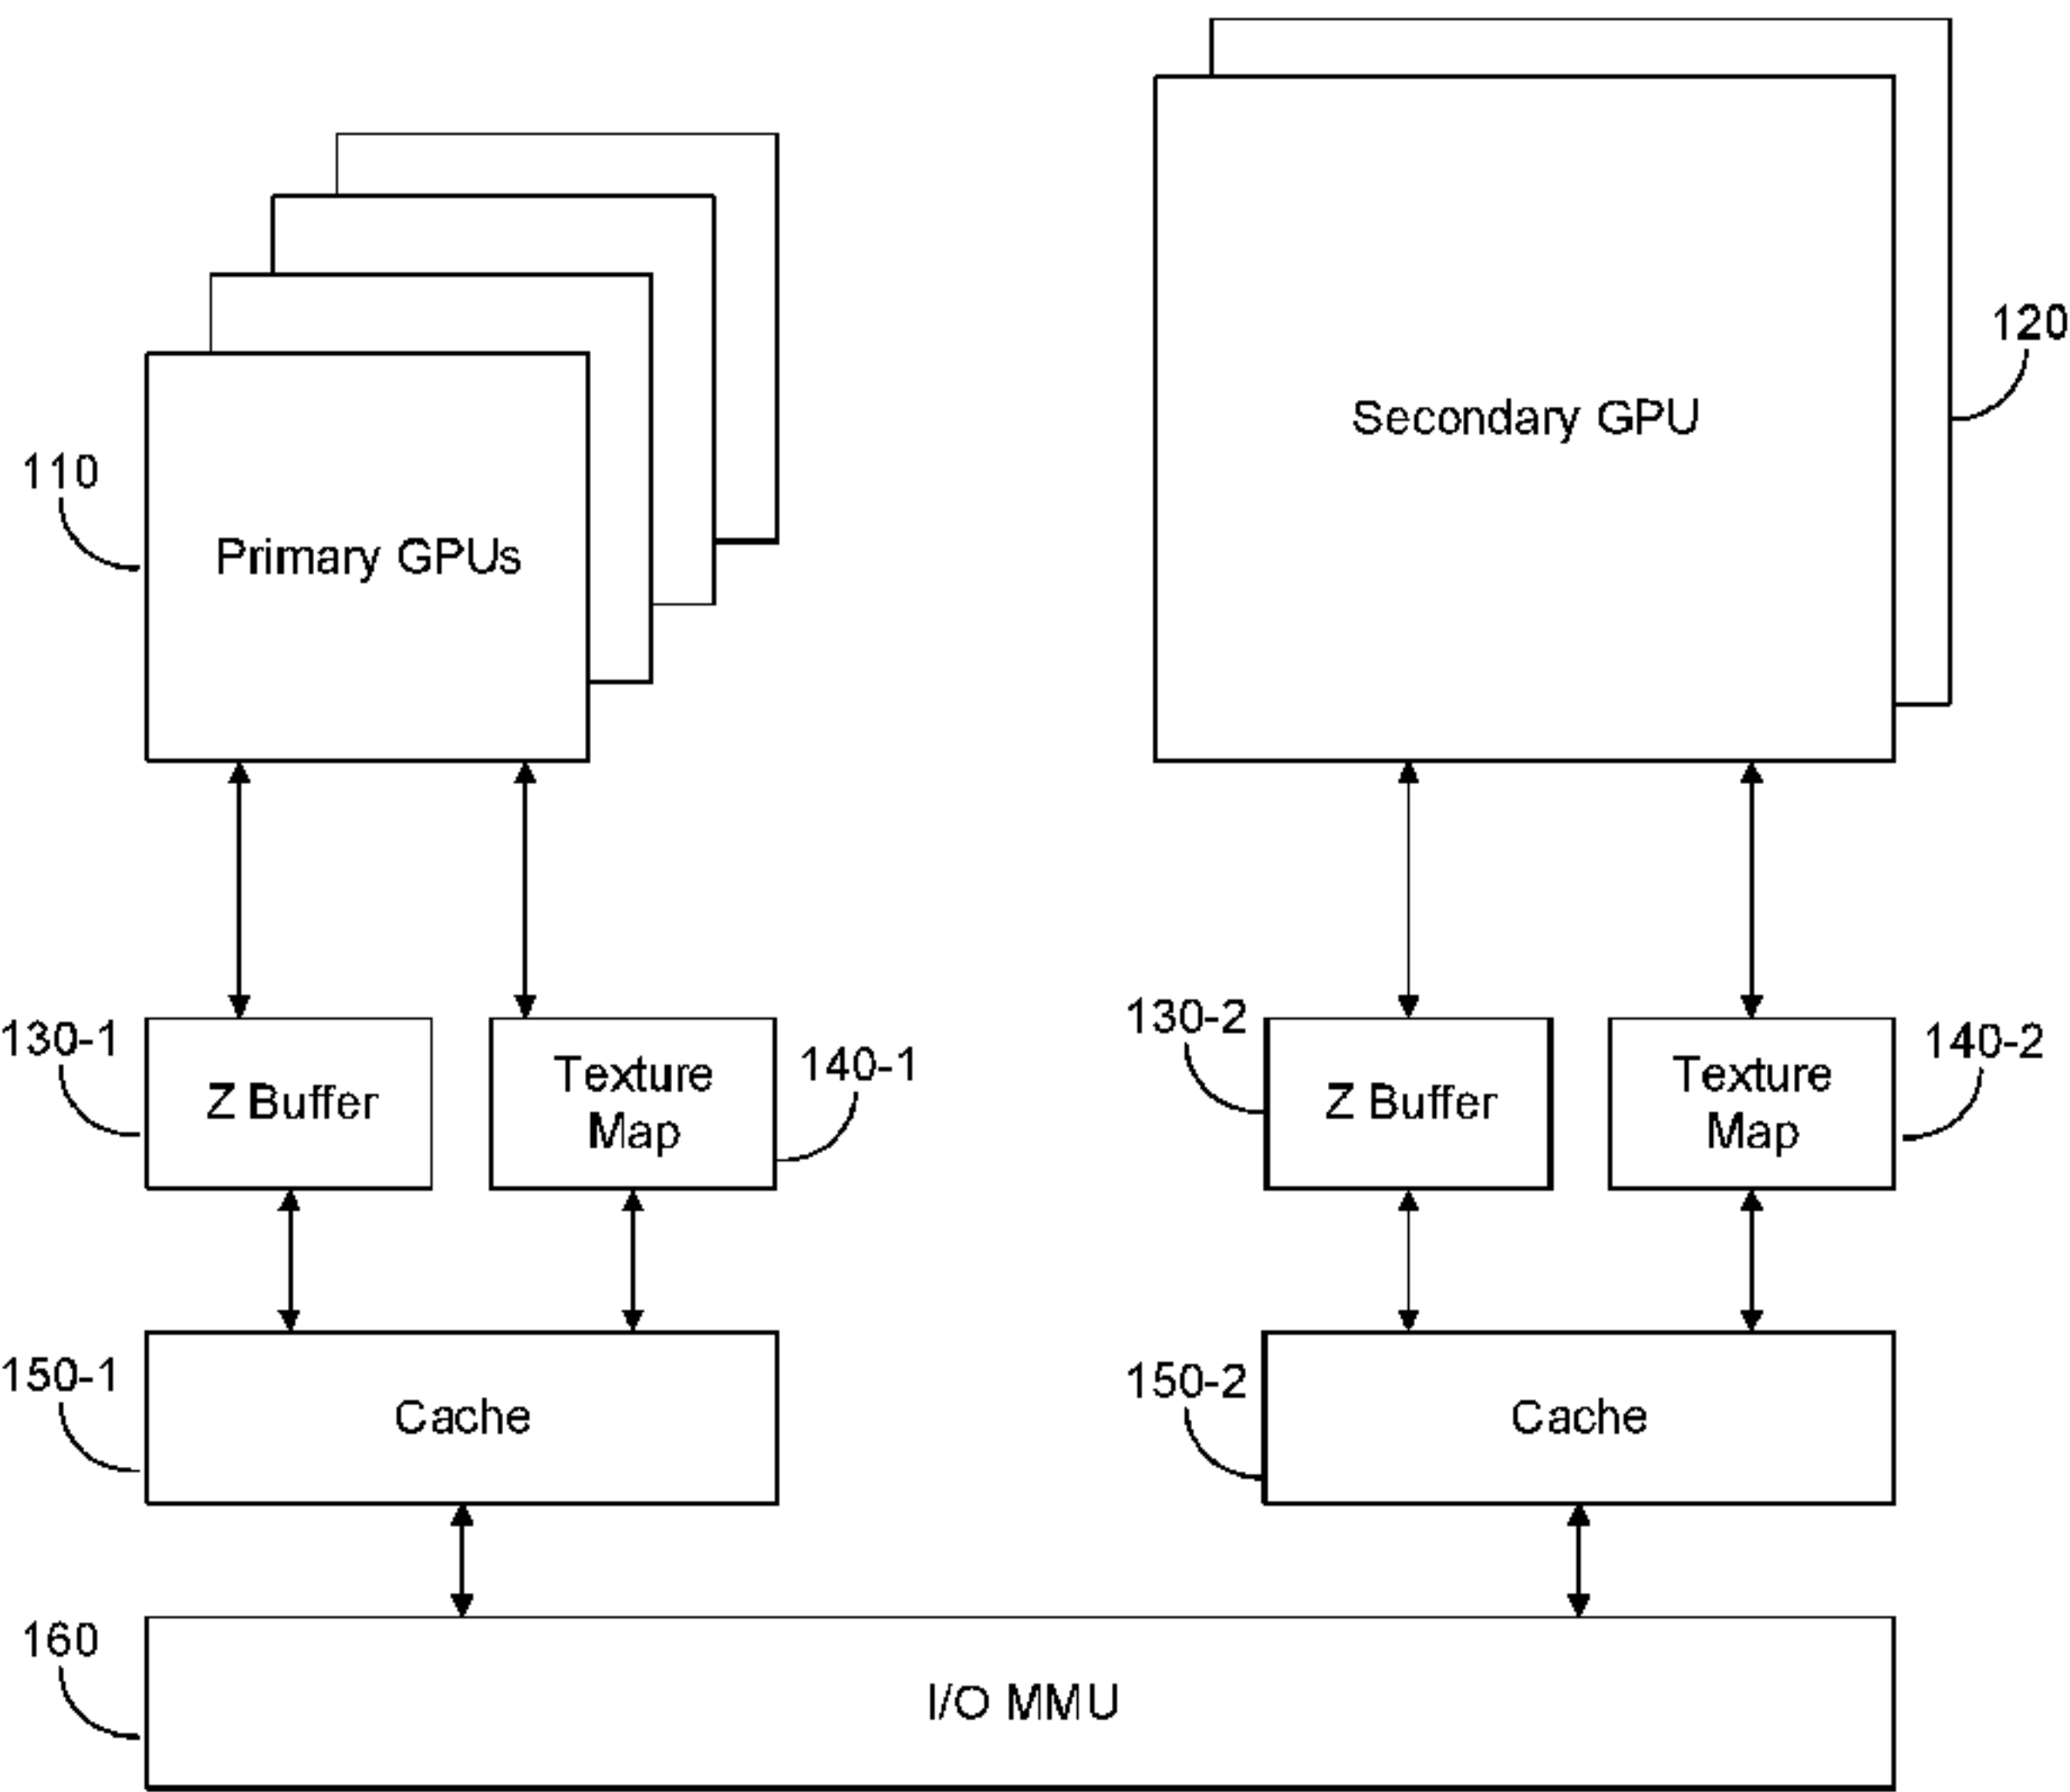 120
Secondary GPU
110
Primary GPUs
130-1
Z Buffer
Texture
Map
140-1
130-2
Z Buffer
Texture
Map
140-2
150-1
Cache
150-2
Cache
160
I/O MMU